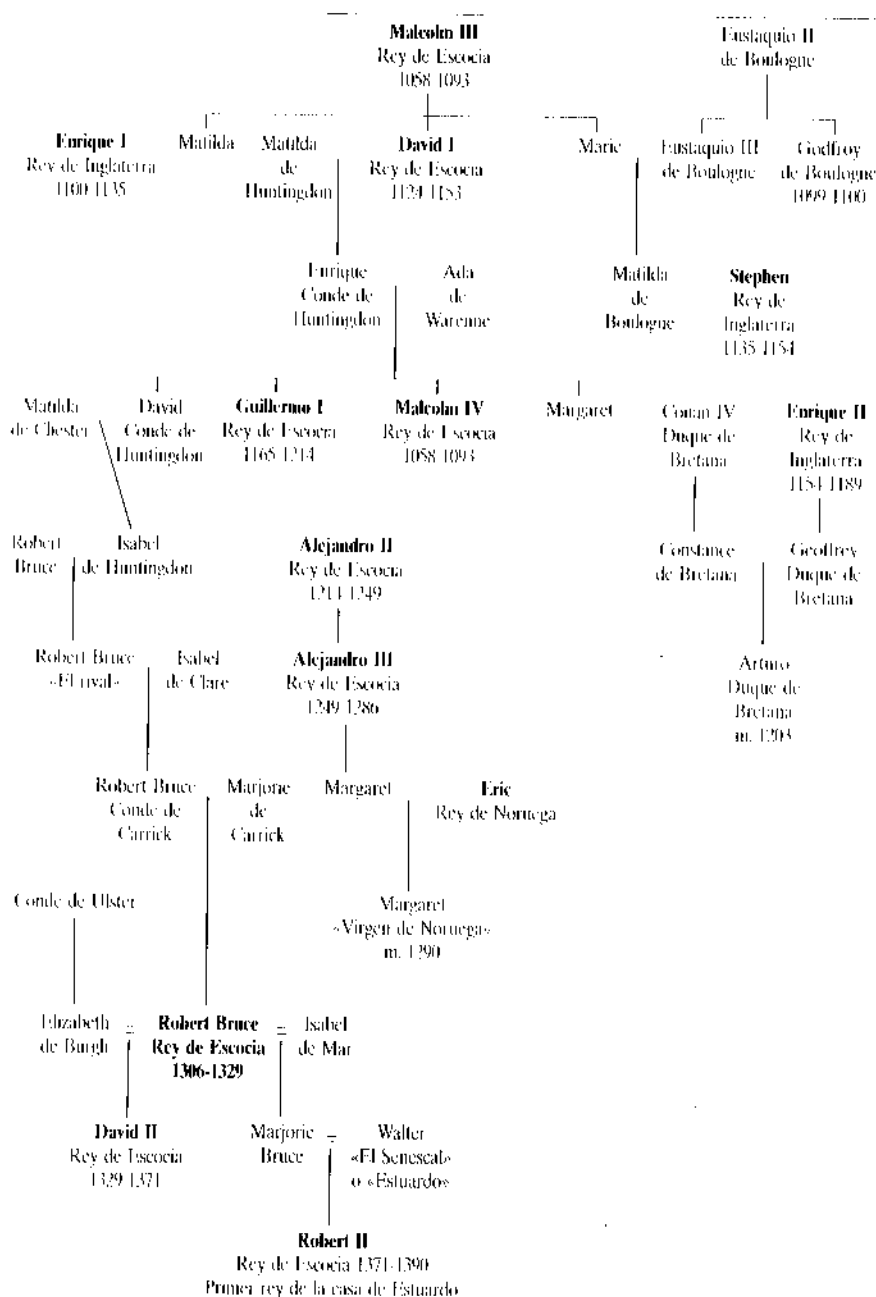 Malcolm III
Rey de Escocia
1058-1093
Eustaquio II
de Boulogne
Enrique I
Rey de Inglaterra
1100-1135
Matilda
Matilda
de
Huntingdon
David I
Rey de Escocia
1124-1153
Marie
Eustaquio III
de Boulogne
Godfroy
de Boulogne
1099-1100
Enrique
Conde de
Huntingdon
Ada
de
Warenne
Matilda
de
Boulogne
Stephen
Rey de
Inglaterra
1135-1154
Matilda
de Chester
David
Conde de
Huntingdon
Guillermo I
Rey de Escocia
1165-1214
Malcolm IV
Rey de Escocia
1058-1093
Margaret
Conan IV
Duque de
Bretana
Enrique II
Rey de
Inglaterra
1154-1189
Robert
Bruce
Isabel
de Huntingdon
Alejandro II
Rey de Escocia
1214-1249
Constance
de Bretana
Geoffrey
Duque de
Bretana
Robert Bruce
«El rival»
Isabel
de Clare
Alejandro III
Rey de Escocia
1249-1286
Arturo
Duque de
Bretana
m. 1203
Robert Bruce
Conde de
Carrick
Marjorie
de
Carrick
Margaret
Eric
Rey de Noruega
Conde de Ulster
Margaret
«Virgen de Noruega»
m. 1290
Elizabeth
de Burgh
=
Robert Bruce
Rey de Escocia
1306-1329
=
Isabel
de Mar
David II
Rey de Escocia
1329-1371
Marjorie
Bruce
=
Walter
«El Senescal»
o «Estuardo»
Robert II
Rey de Escocia 1371-1390
Primer rey de la casa de Estuardo